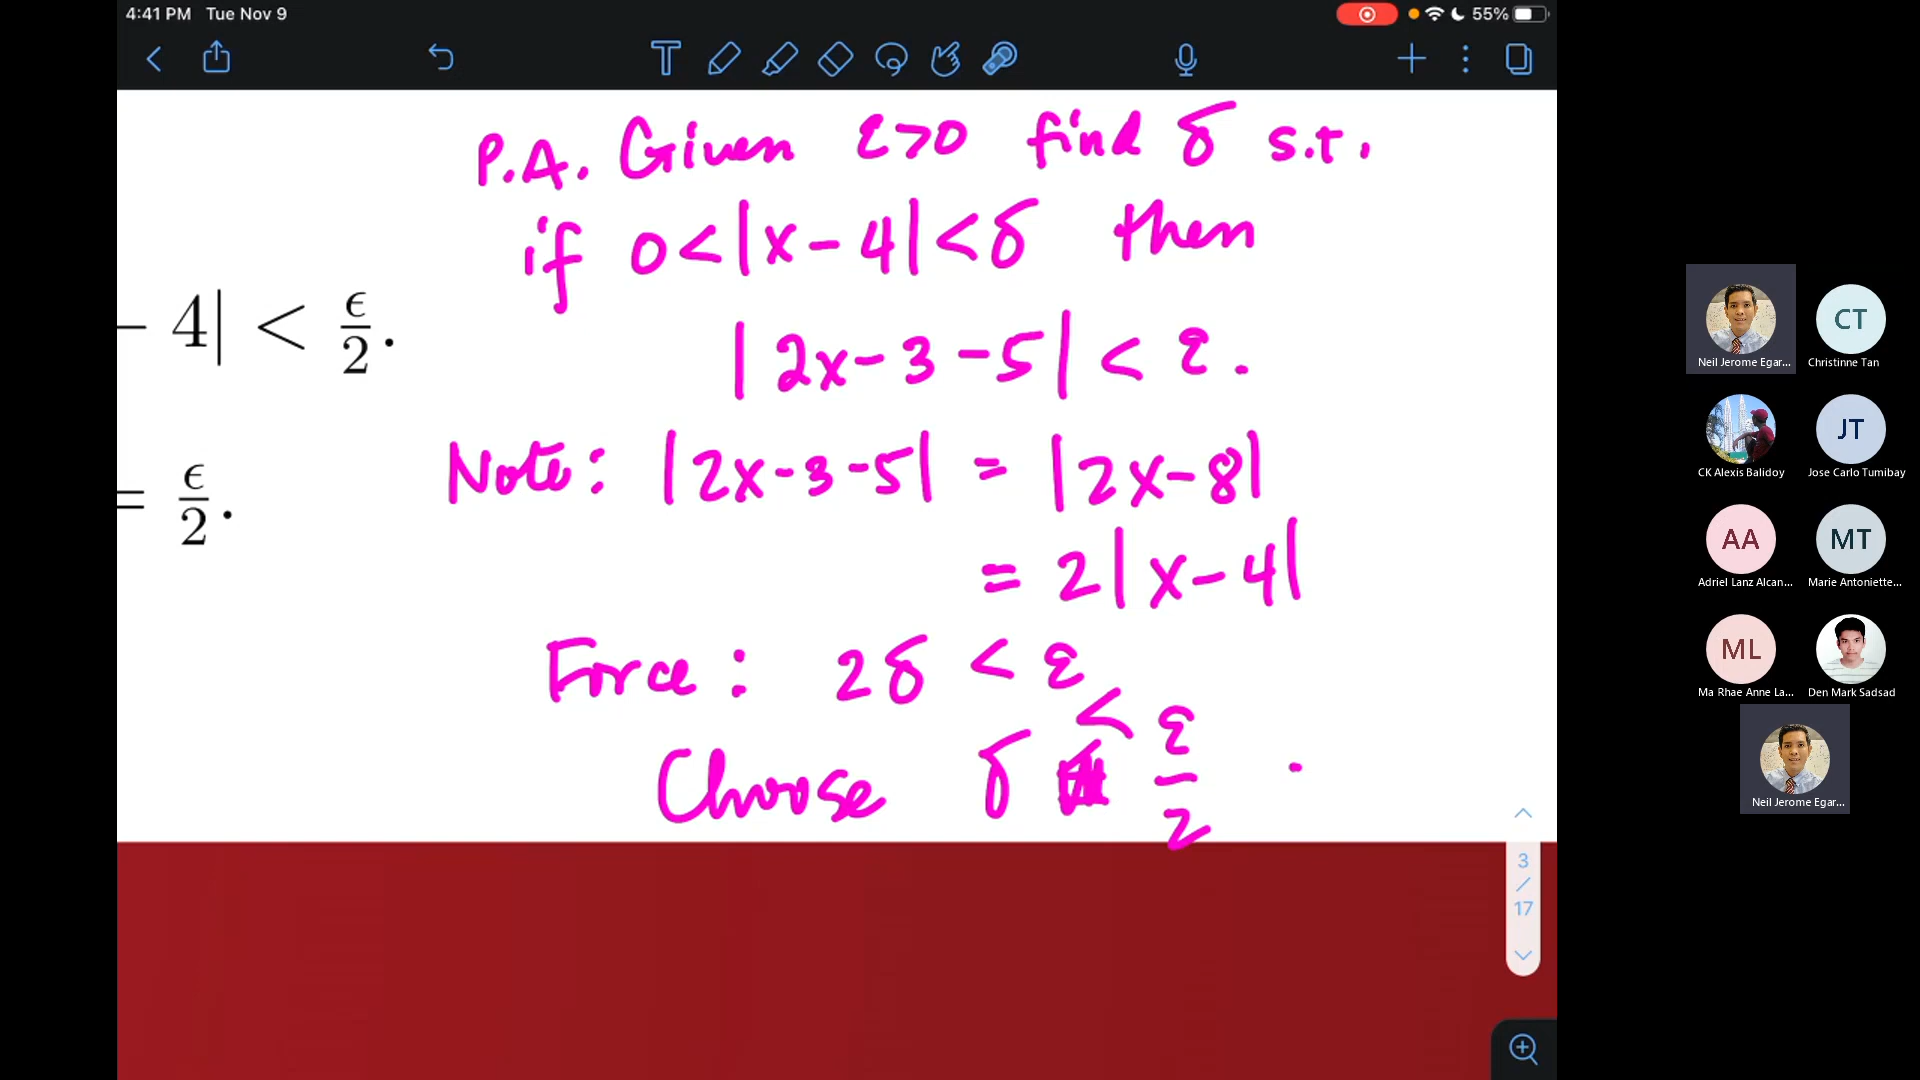 4:41 PM Tue Nov 9
55%
P.A. Given ε>0 find δ s.t.
if 0<|x-4|<δ then
- 4| < ϵ/2.
|2x-3-5| < ε.
Note: |2x-3-5| = |2x-8|
= ϵ/2.
= 2|x-4|
Force: 2δ < ε
Choose δ < ε/2 .
3
/
17
Neil Jerome Egar...
CT
Christinne Tan
CK Alexis Balidoy
JT
Jose Carlo Tumibay
AA
Adriel Lanz Alcan...
MT
Marie Antoniette...
ML
Ma Rhae Anne La...
Den Mark Sadsad
Neil Jerome Egar...